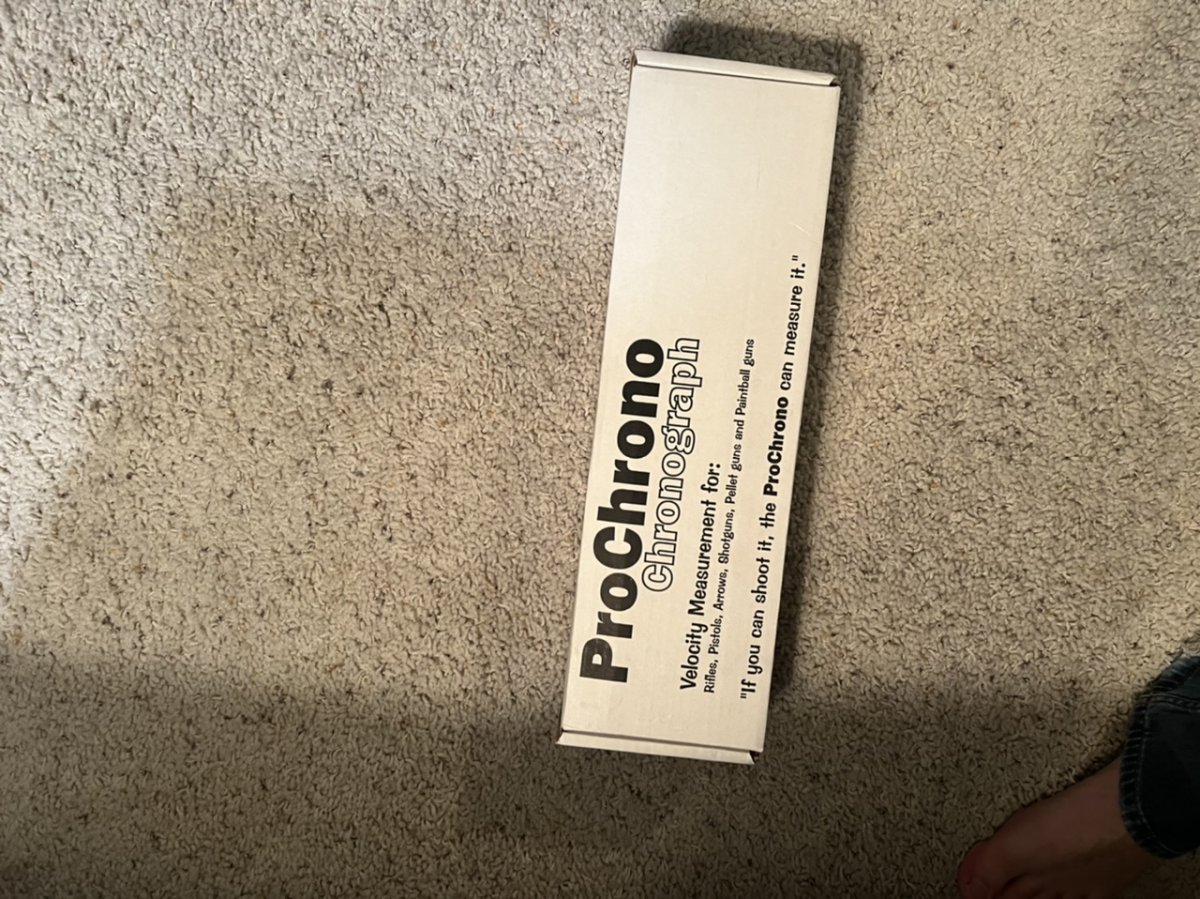 ProChrono
Chronograph
Velocity Measurement for:
Rifles, Pistols, Arrows, Shotguns, Pellet guns and Paintball guns
"If you can shoot it, the ProChrono can measure it."